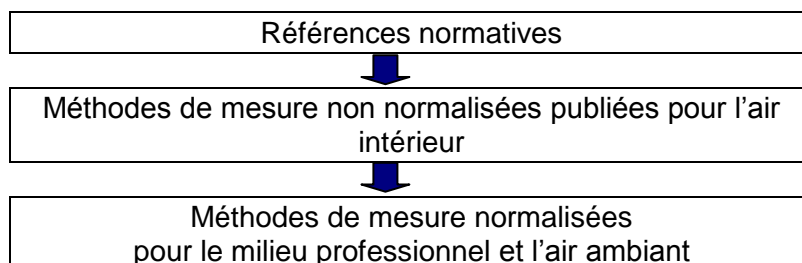 Références normatives
Méthodes de mesure non normalisées publiées pour l’air
intérieur
Méthodes de mesure normalisées
pour le milieu professionnel et l’air ambiant